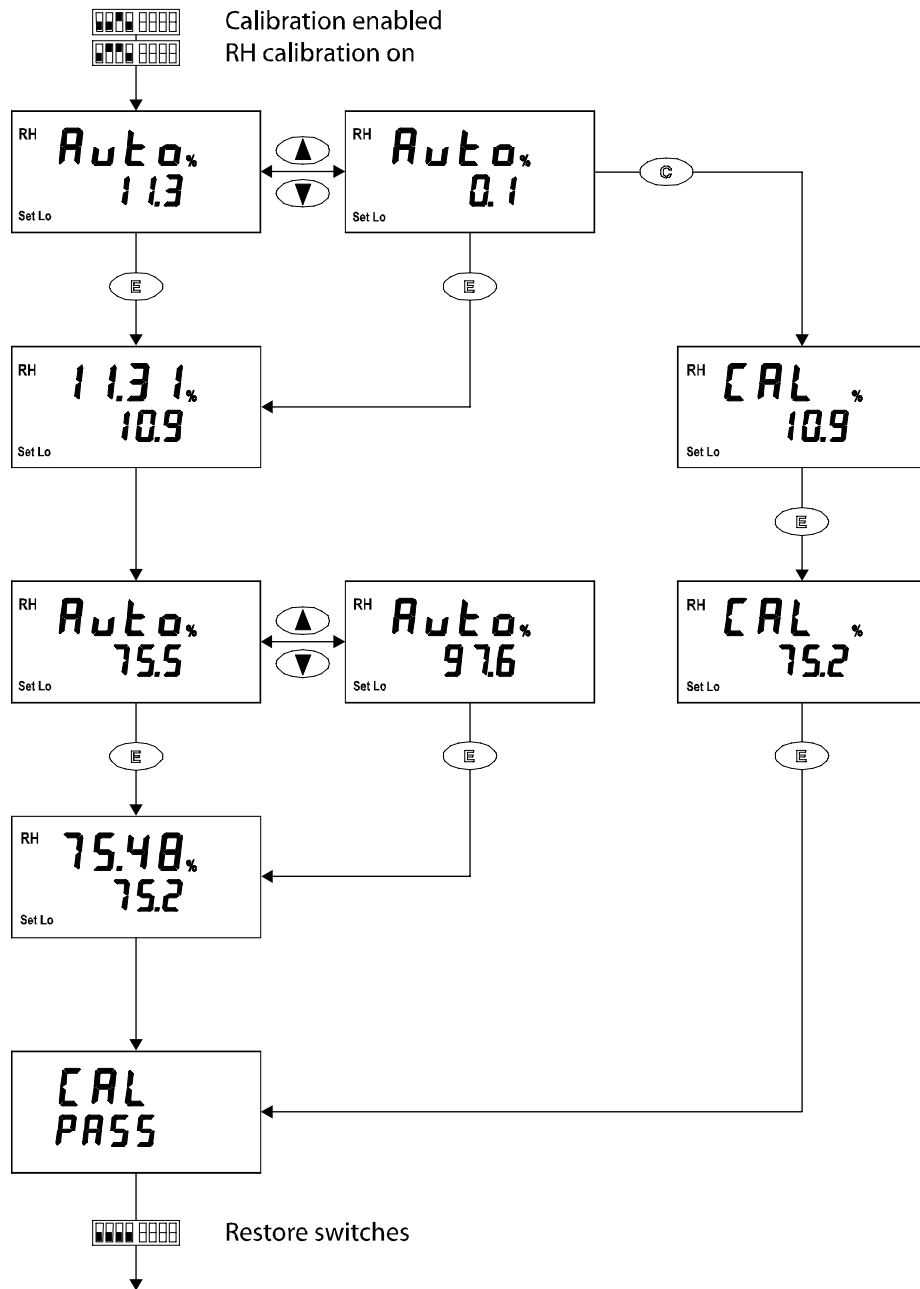 Calibration enabled
RH calibration on
RH Auto%
11.3
Set Lo
RH Auto%
0.1
Set Lo
C
E
E
RH 11.31%
10.9
Set Lo
RH CAL %
10.9
Set Lo
E
RH Auto%
75.5
Set Lo
RH Auto%
97.6
Set Lo
RH CAL %
75.2
Set Lo
E
E
E
RH 75.48%
75.2
Set Lo
CAL
PASS
Restore switches